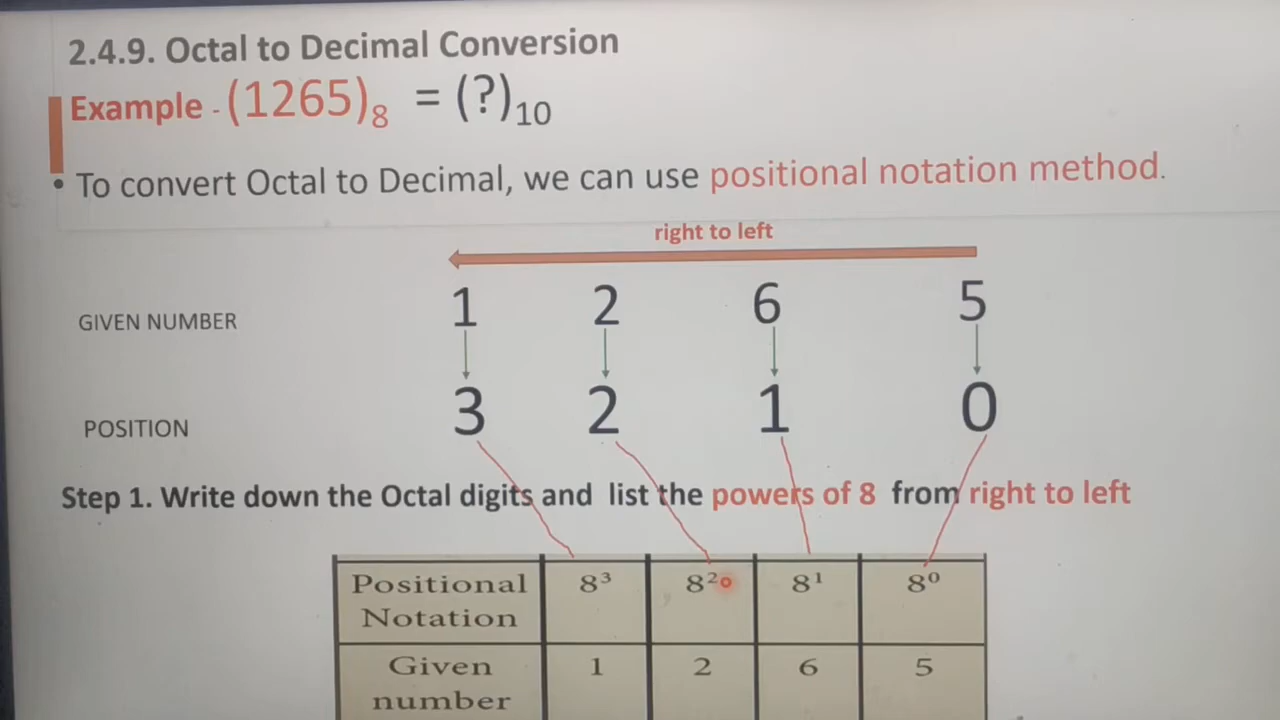 2.4.9. Octal to Decimal Conversion
Example - (1265)₈ = (?)₁₀
• To convert Octal to Decimal, we can use positional notation method.
right to left
GIVEN NUMBER 1 2 6 5
POSITION 3 2 1 0
Step 1. Write down the Octal digits and list the powers of 8 from right to left
Positional Notation 8³ 8² 8¹ 8⁰
Given number 1 2 6 5